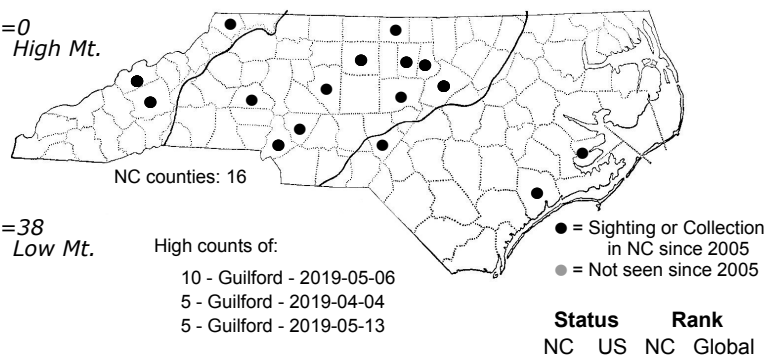 =0
High Mt.
NC counties: 16
=38
Low Mt.
High counts of:
10 - Guilford - 2019-05-06
5 - Guilford - 2019-04-04
5 - Guilford - 2019-05-13
● = Sighting or Collection
in NC since 2005
● = Not seen since 2005
Status Rank
NC US NC Global